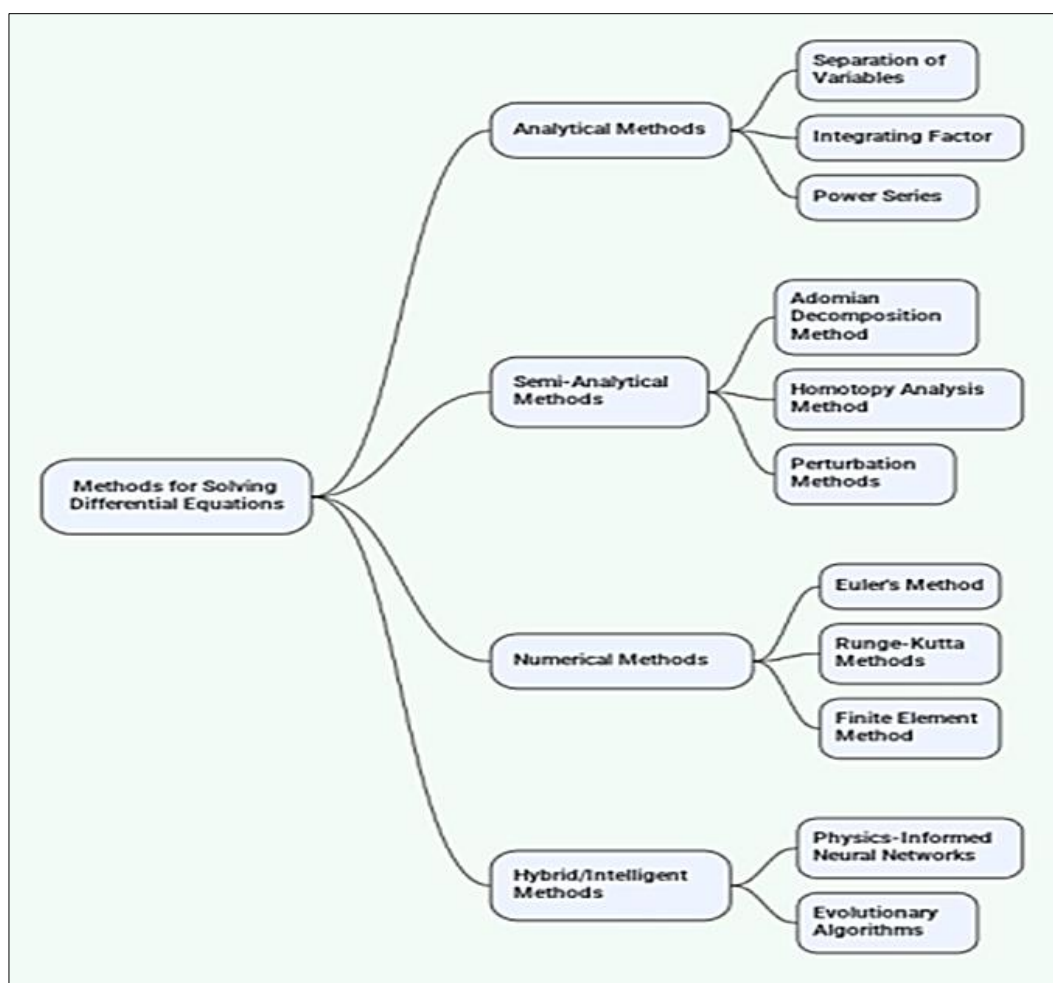 Methods for Solving
Differential Equations
Analytical Methods
Separation of
Variables
Integrating Factor
Power Series
Semi-Analytical
Methods
Adomian
Decomposition
Method
Homotopy Analysis
Method
Perturbation
Methods
Numerical Methods
Euler's Method
Runge-Kutta
Methods
Finite Element
Method
Hybrid/Intelligent
Methods
Physics-Informed
Neural Networks
Evolutionary
Algorithms